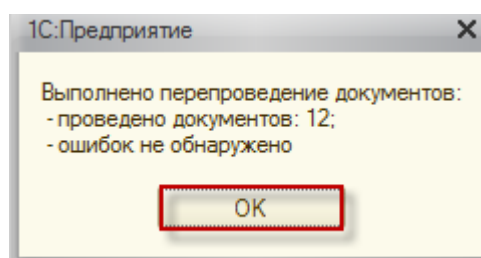 1С:Предприятие
Выполнено перепроведение документов:
- проведено документов: 12;
- ошибок не обнаружено
OK